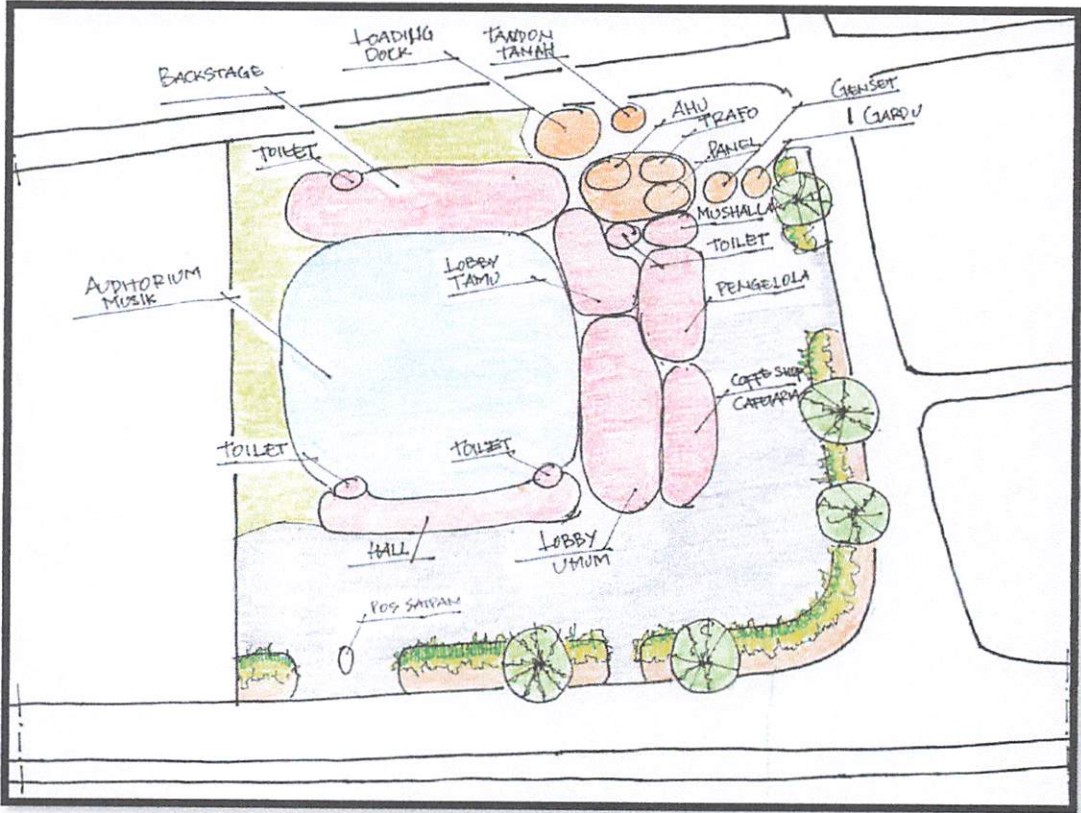 LOADING
DOCK
TANDON
TANAH
BACKSTAGE
GENSET
AHU
TRAFO
GARDU
TOILET
PANEL
MUSHALLA
TOILET
LOBBY
TAMU
AUDITORIUM
MUSIK
PENGELOLA
COFFE SHOP
CAFETARIA
TOILET
TOILET
HALL
LOBBY
UMUM
POS SATPAM